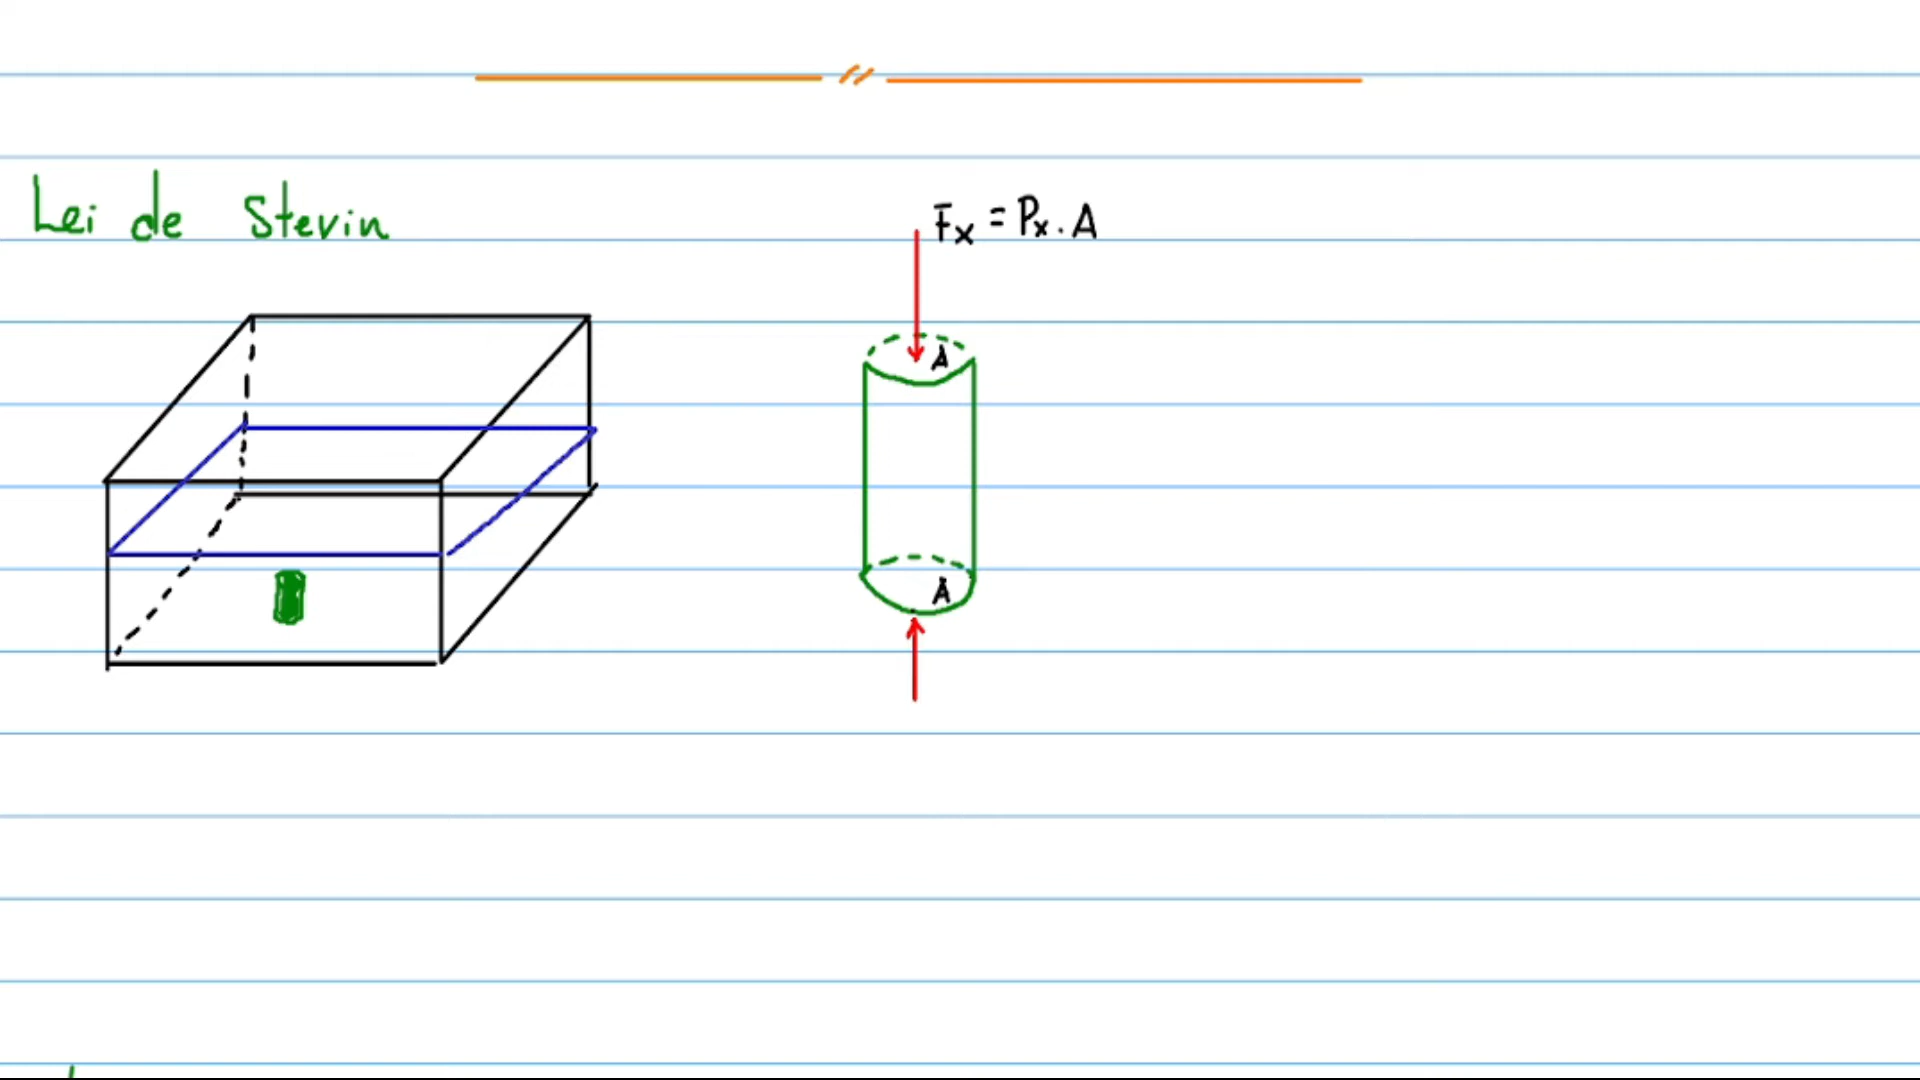 Lei de Stevin
Fx = Px . A
A
A